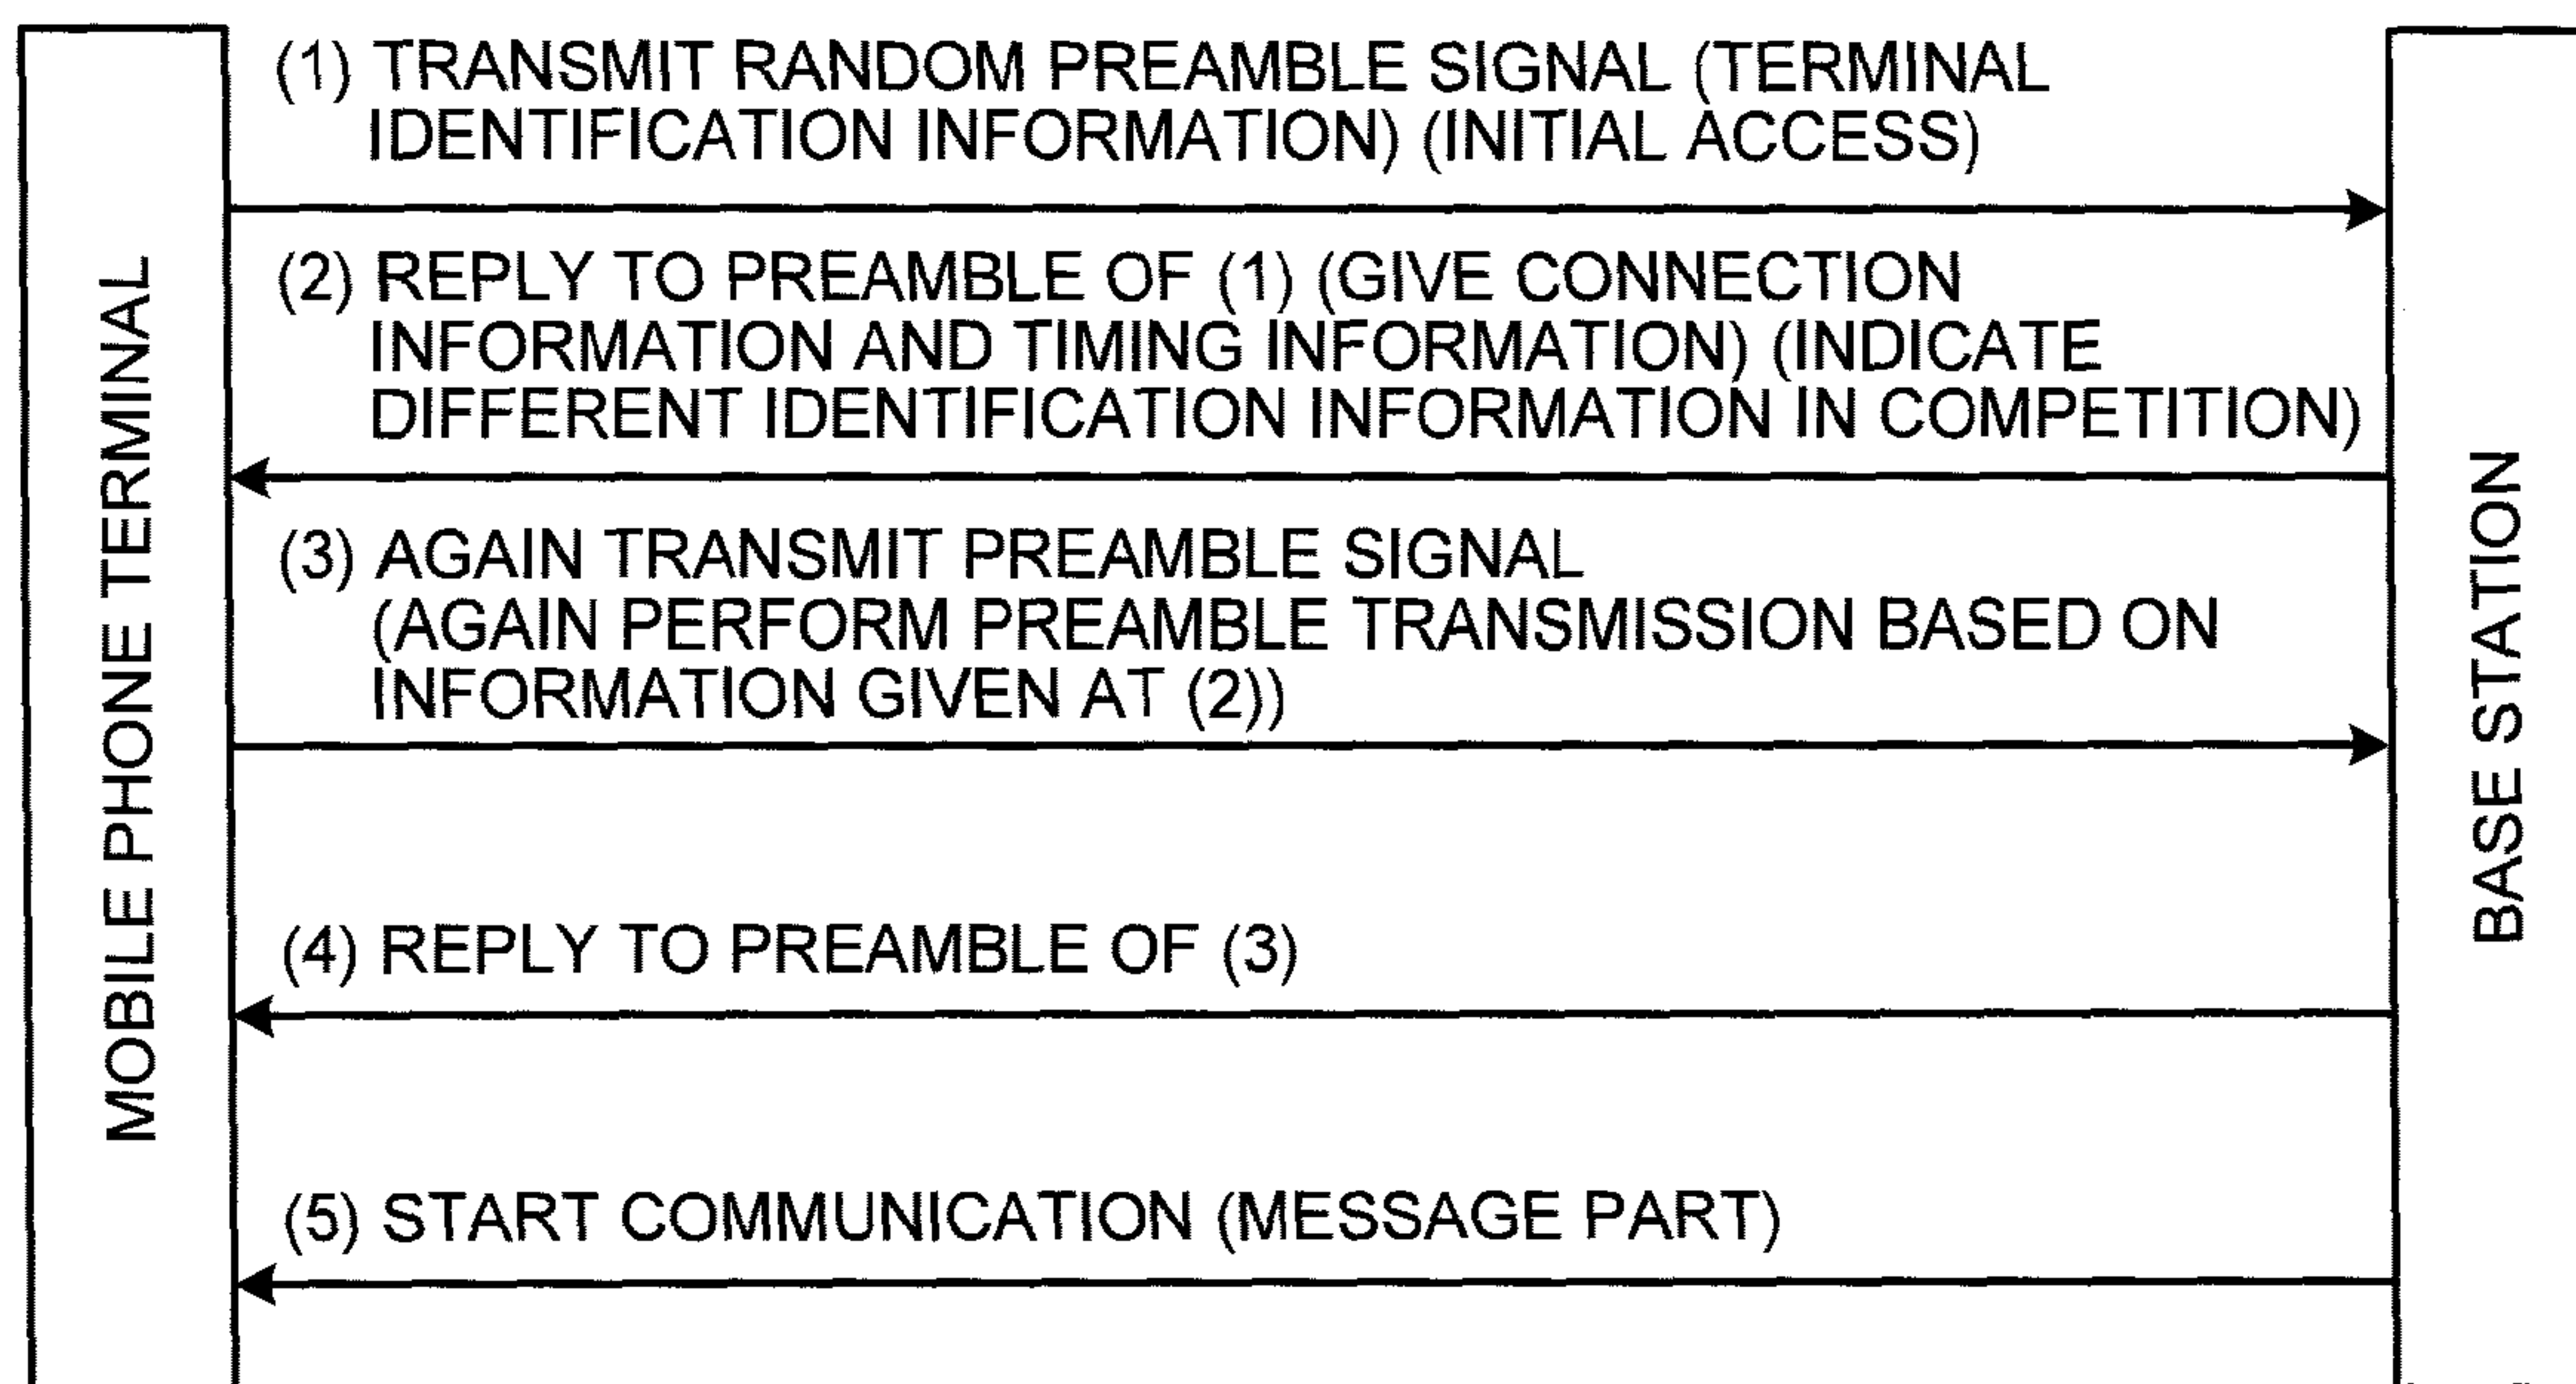 (1) TRANSMIT RANDOM PREAMBLE SIGNAL (TERMINAL
IDENTIFICATION INFORMATION) (INITIAL ACCESS)
(2) REPLY TO PREAMBLE OF (1) (GIVE CONNECTION
INFORMATION AND TIMING INFORMATION) (INDICATE
DIFFERENT IDENTIFICATION INFORMATION IN COMPETITION)
(3) AGAIN TRANSMIT PREAMBLE SIGNAL
(AGAIN PERFORM PREAMBLE TRANSMISSION BASED ON
INFORMATION GIVEN AT (2))
(4) REPLY TO PREAMBLE OF (3)
(5) START COMMUNICATION (MESSAGE PART)
MOBILE PHONE TERMINAL
BASE STATION